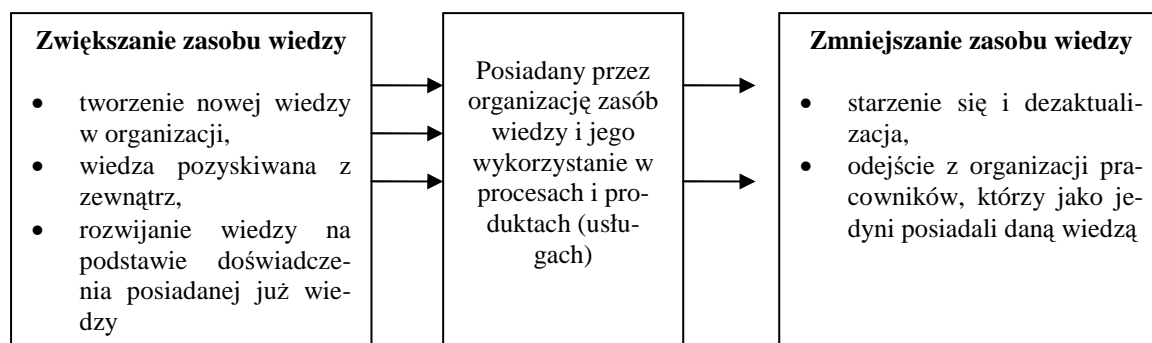 Zwiększanie zasobu wiedzy
• tworzenie nowej wiedzy
w organizacji,
• wiedza pozyskiwana z
zewnątrz,
• rozwijanie wiedzy na
podstawie doświadcze-
nia posiadanej już wie-
dzy
Posiadany przez
organizację zasób
wiedzy i jego
wykorzystanie w
procesach i pro-
duktach (usłu-
gach)
Zmniejszanie zasobu wiedzy
• starzenie się i dezaktuali-
zacja,
• odejście z organizacji pra-
cowników, którzy jako je-
dyni posiadali daną wiedzą